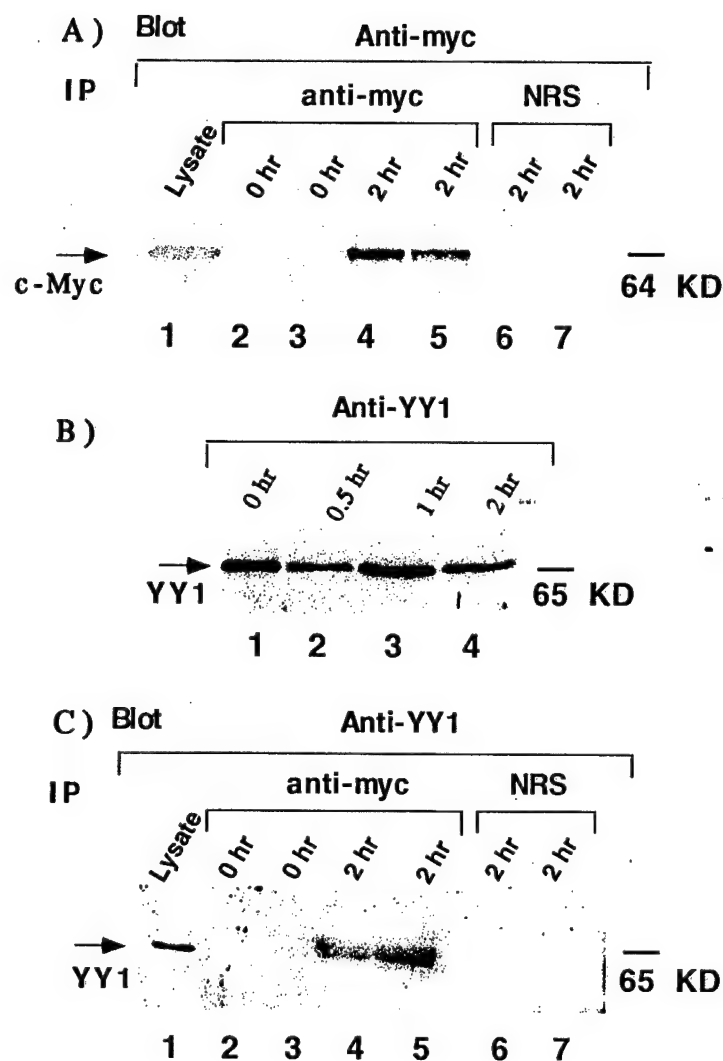 A) Blot Anti-myc
IP anti-myc NRS
Lysate 0 hr 0 hr 2 hr 2 hr 2 hr 2 hr
c-Myc 64 KD
1 2 3 4 5 6 7
B) Anti-YY1
0 hr 0.5 hr 1 hr 2 hr
YY1 65 KD
1 2 3 4
C) Blot Anti-YY1
IP anti-myc NRS
Lysate 0 hr 0 hr 2 hr 2 hr 2 hr 2 hr
YY1 65 KD
1 2 3 4 5 6 7